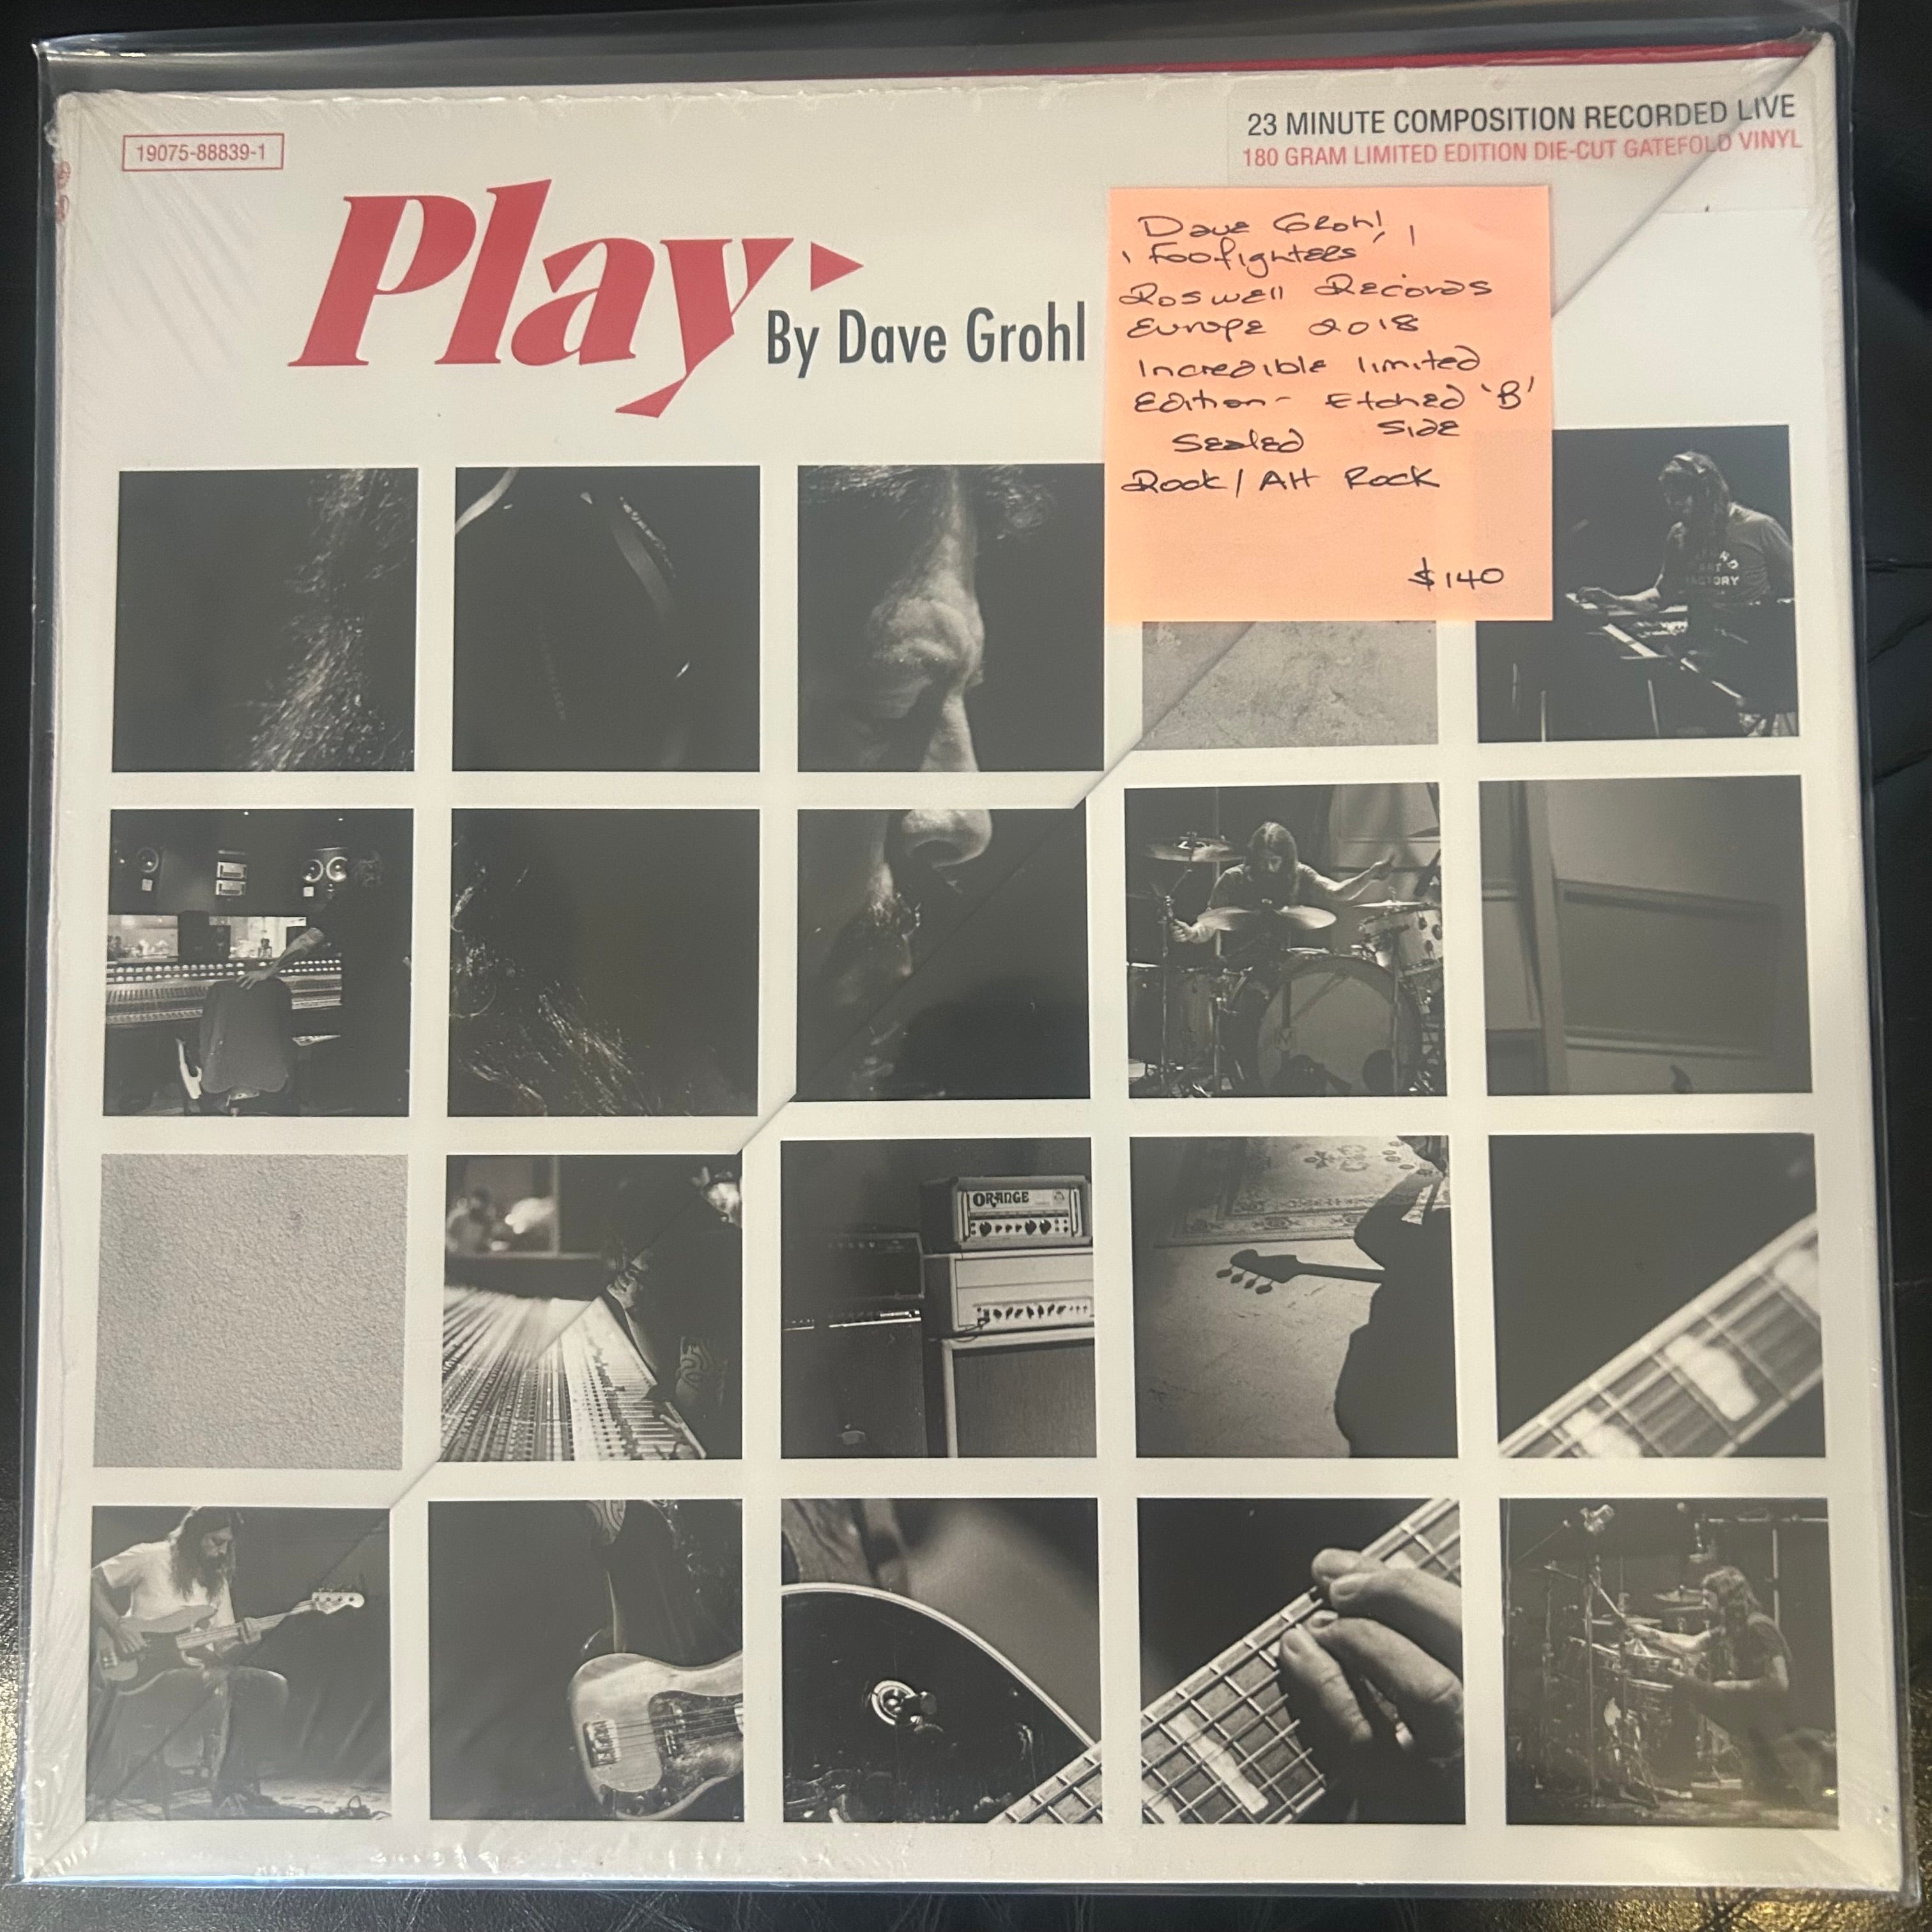 19075-88839-1
23 MINUTE COMPOSITION RECORDED LIVE
180 GRAM LIMITED EDITION DIE-CUT GATEFOLD VINYL
Play
By Dave Grohl
Dave Grohl
'Foofighters'
Roswell Records
Europe 2018
Incredible limited
Edition - Etched 'B'
Side
Sealed
Rock / Alt Rock
$140
ORANGE